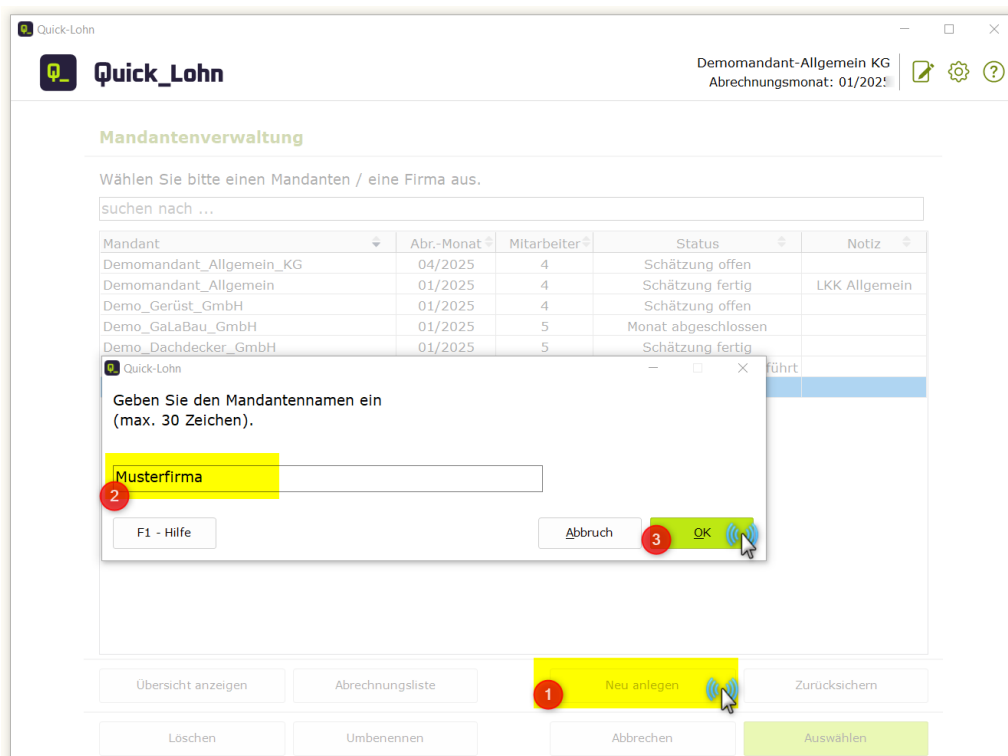 Quick-Lohn
Q_ Quick_Lohn
Demomandant-Allgemein KG
Abrechnungsmonat: 01/2025
Mandantenverwaltung
Wählen Sie bitte einen Mandanten / eine Firma aus.
suchen nach ...
Mandant Abr.-Monat Mitarbeiter Status Notiz
Demomandant_Allgemein_KG 04/2025 4 Schätzung offen
Demomandant_Allgemein 01/2025 4 Schätzung fertig LKK Allgemein
Demo_Gerüst_GmbH 01/2025 4 Schätzung offen
Demo_GaLaBau_GmbH 01/2025 5 Monat abgeschlossen
Demo_Dachdecker_GmbH 01/2025 5 Schätzung fertig
Quick-Lohn
Geben Sie den Mandantennamen ein
(max. 30 Zeichen).
Musterfirma
2
F1 - Hilfe Abbruch 3 OK
Übersicht anzeigen Abrechnungsliste 1 Neu anlegen Zurücksichern
Löschen Umbenennen Abbrechen Auswählen